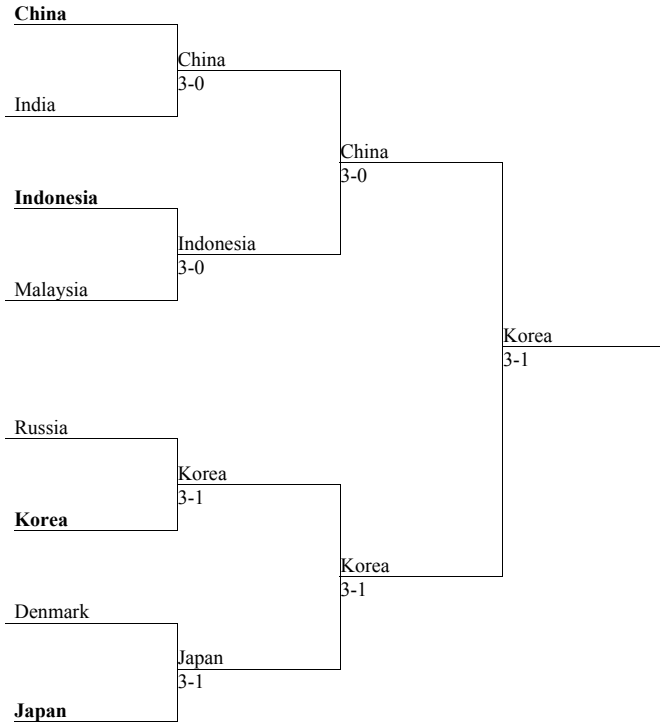 China
China
3-0
India
China
3-0
Indonesia
Indonesia
3-0
Malaysia
Korea
3-1
Russia
Korea
3-1
Korea
Korea
3-1
Denmark
Japan
3-1
Japan